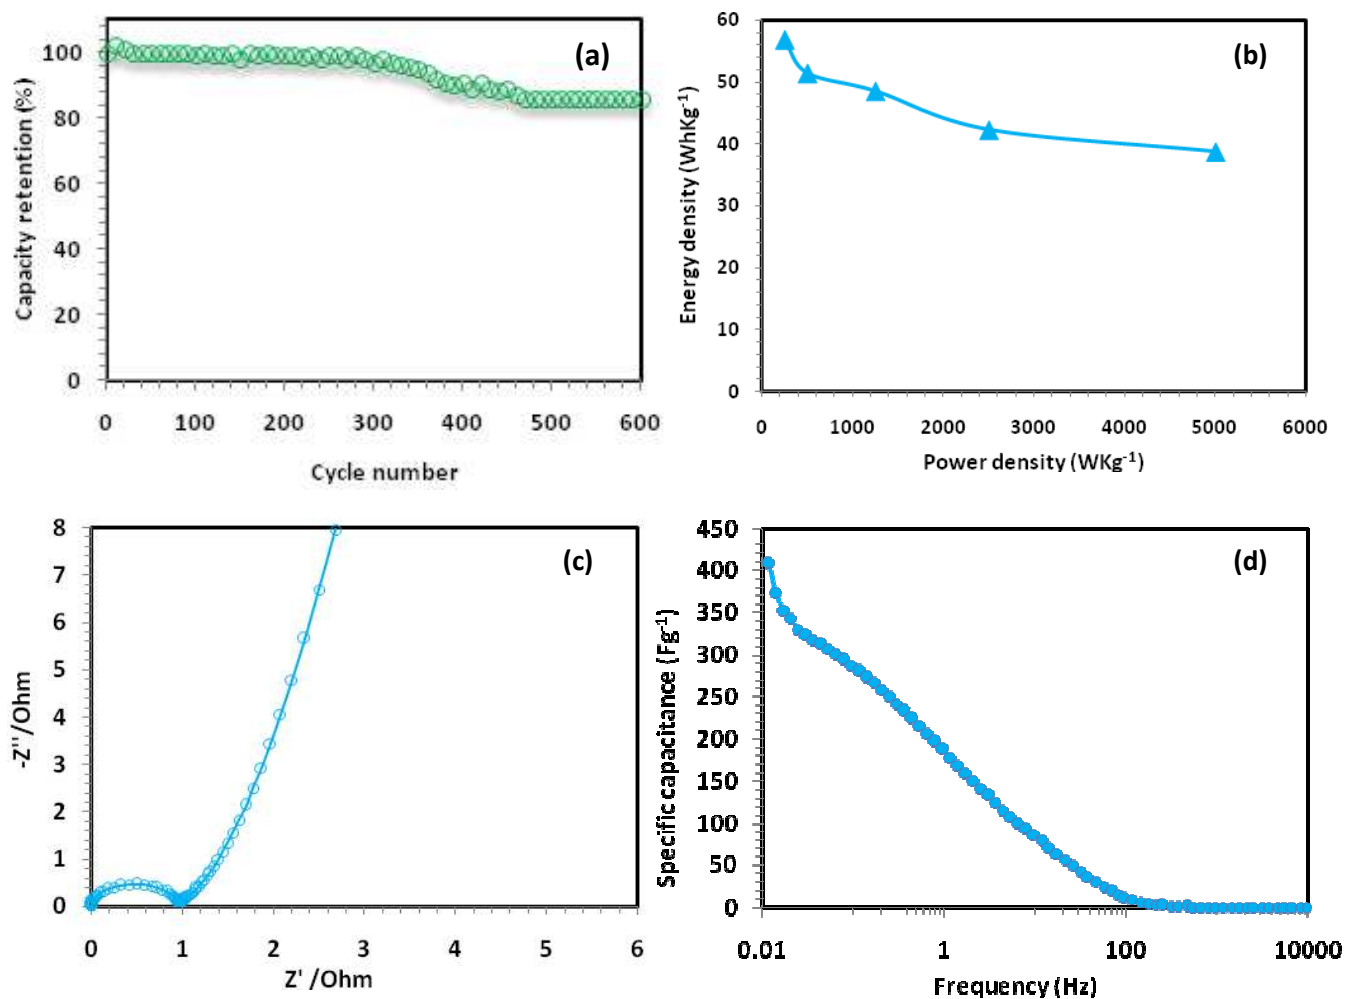 (a)
Capacity retention (%)
100
80
60
40
20
0
0 100 200 300 400 500 600
Cycle number
(b)
Energy density (WhKg⁻¹)
60
50
40
30
20
10
0
0 1000 2000 3000 4000 5000 6000
Power density (WKg⁻¹)
(c)
-Z''/Ohm
8
7
6
5
4
3
2
1
0
0 1 2 3 4 5 6
Z' /Ohm
(d)
Specific capacitance (Fg⁻¹)
450
400
350
300
250
200
150
100
50
0
0.01 1 100 10000
Frequency (Hz)